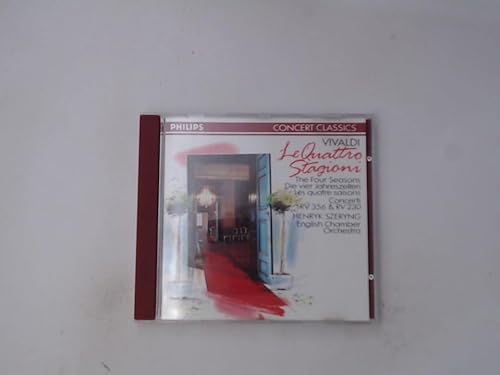 PHILIPS
CONCERT CLASSICS
VIVALDI
Le Quattro
Stagioni
The Four Seasons
Die vier Jahreszeiten
Les quatre saisons
Concerti
RV 356 & RV 230
HENRYK SZERYNG
English Chamber
Orchestra